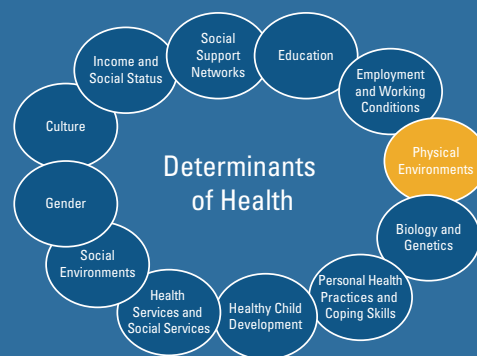 Determinants
of Health
Social
Support
Networks
Education
Employment
and Working
Conditions
Physical
Environments
Biology and
Genetics
Personal Health
Practices and
Coping Skills
Healthy Child
Development
Health
Services and
Social Services
Social
Environments
Gender
Culture
Income and
Social Status